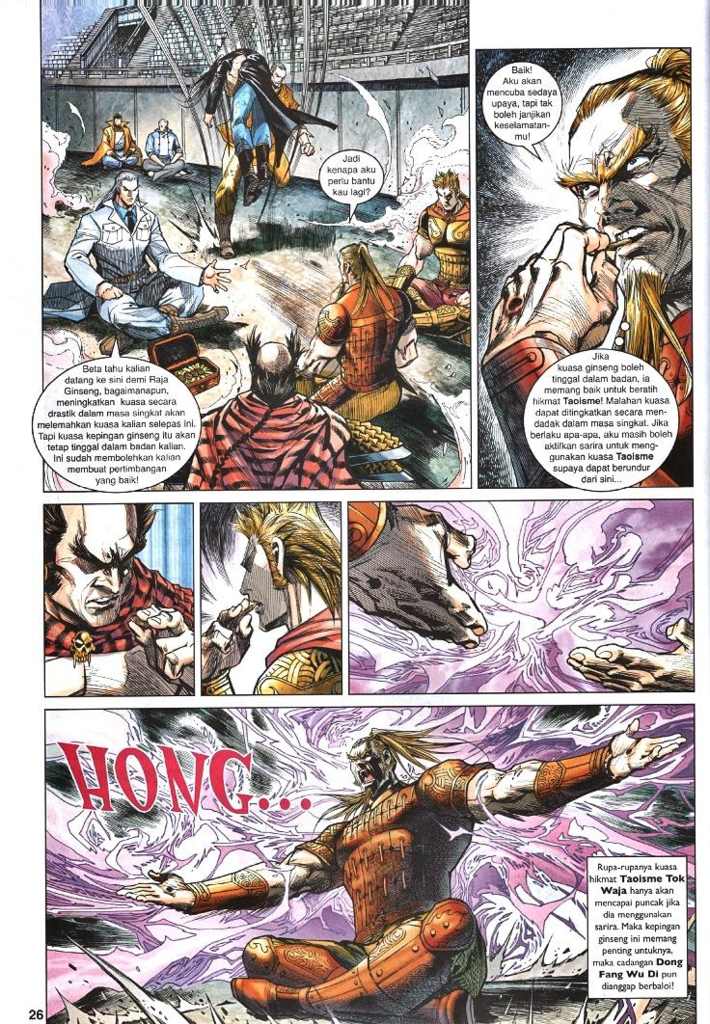 Jadi
kenapa aku
perlu bantu
kau lagi?
Beta tahu kalian
datang ke sini demi Raja
Ginseng, bagaimanapun,
meningkatkan kuasa secara
drastik dalam masa singkat akan
melemahkan kuasa kalian selepas ini.
Tapi kuasa kepingan ginseng itu akan
tetap tinggal dalam badan kalian.
Ini sudah membolehkan kalian
membuat pertimbangan
yang baik!
Baik!
Aku akan
mencuba sedaya
upaya, tapi tak
boleh janjikan
keselamatan-
mu!
Jika
kuasa ginseng boleh
tinggal dalam badan, ia
memang baik untuk beratih
hikmat Taoisme! Malahan kuasa
dapat ditingkatkan secara men-
dadak dalam masa singkat. Jika
berlaku apa-apa, aku masih boleh
aktifkan sarira untuk meng-
gunakan kuasa Taoisme
supaya dapat berundur
dari sini...
HONG...
Rupa-rupanya kuasa
hikmat Taoisme Tok
Waja hanya akan
mencapai puncak jika
dia menggunakan
sarira. Maka kepingan
ginseng ini memang
penting untuknya,
maka cadangan Dong
Fang Wu Di pun
dianggap berbaloi!
26